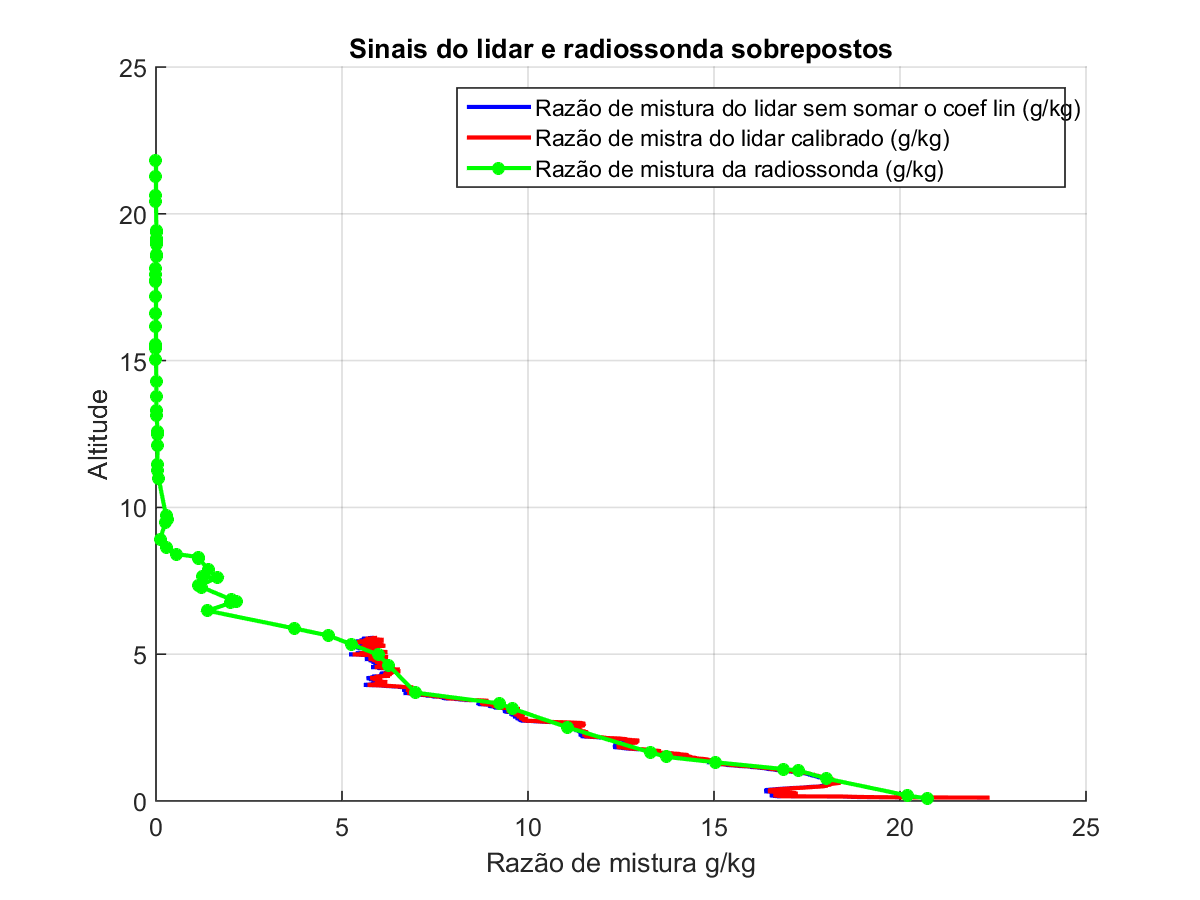 Sinais do lidar e radiossonda sobrepostos
25
Razão de mistura do lidar sem somar o coef lin (g/kg)
Razão de mistra do lidar calibrado (g/kg)
Razão de mistura da radiossonda (g/kg)
20
15
Altitude
10
5
0
0 5 10 15 20 25
Razão de mistura g/kg